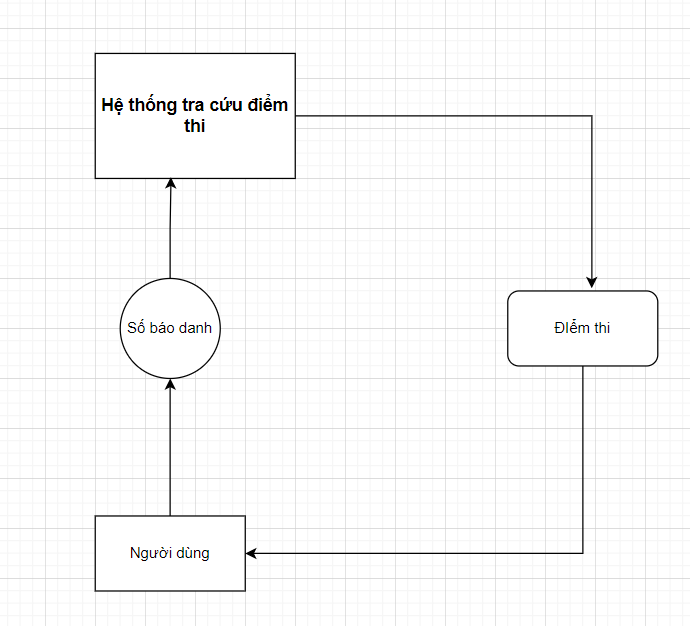 Hệ thống tra cứu điểm
thi
Số báo danh
ĐIểm thi
Người dùng